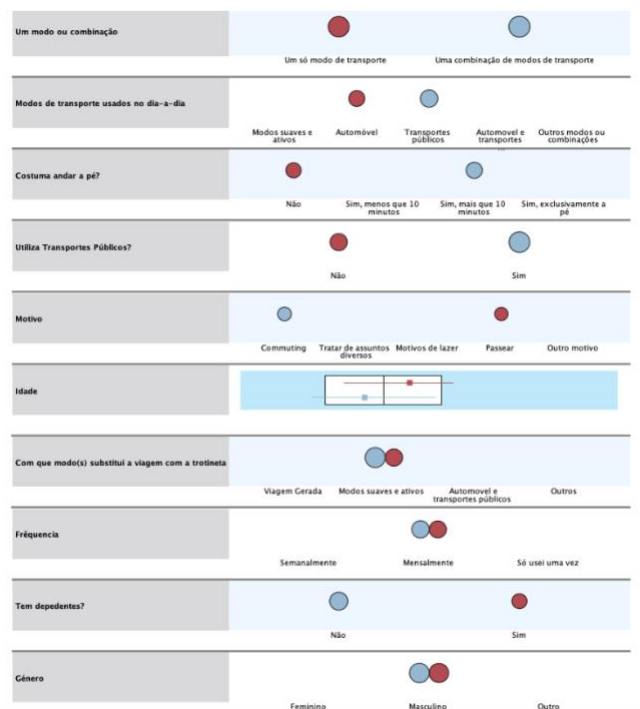 Um modo ou combinação
Um só modo de transporte Uma combinação de modos de transporte
Modos de transporte usados no dia-a-dia
Modos suaves e ativos Automóvel Transportes públicos Automovel e transportes ... Outros modos ou combinações
Costuma andar a pé?
Não Sim, menos que 10 minutos Sim, mais que 10 minutos Sim, exclusivamente a pé
Utiliza Transportes Públicos?
Não Sim
Motivo
Commuting Tratar de assuntos diversos Motivos de lazer Passear Outro motivo
Idade
Com que modo(s) substitui a viagem com a trotineta
Viagem Gerada Modos suaves e ativos Automovel e transportes públicos Outros
Frêquencia
Semanalmente Mensalmente Só usei uma vez
Tem depedentes?
Não Sim
Género
Feminino Masculino Outro